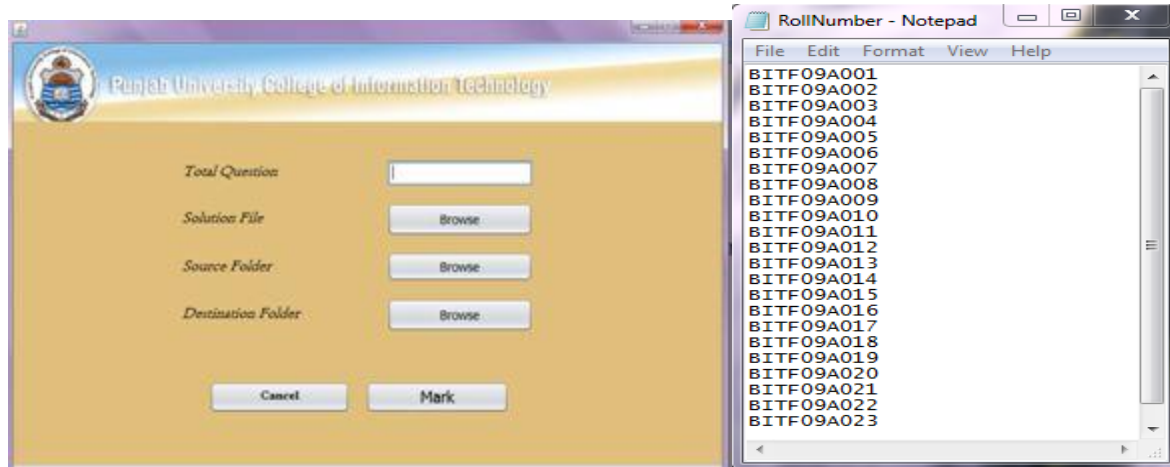 Punjab University College of Information Technology
Total Question
Solution File
Browse
Source Folder
Browse
Destination Folder
Browse
Cancel
Mark
RollNumber - Notepad
File Edit Format View Help
BITF09A001
BITF09A002
BITF09A003
BITF09A004
BITF09A005
BITF09A006
BITF09A007
BITF09A008
BITF09A009
BITF09A010
BITF09A011
BITF09A012
BITF09A013
BITF09A014
BITF09A015
BITF09A016
BITF09A017
BITF09A018
BITF09A019
BITF09A020
BITF09A021
BITF09A022
BITF09A023